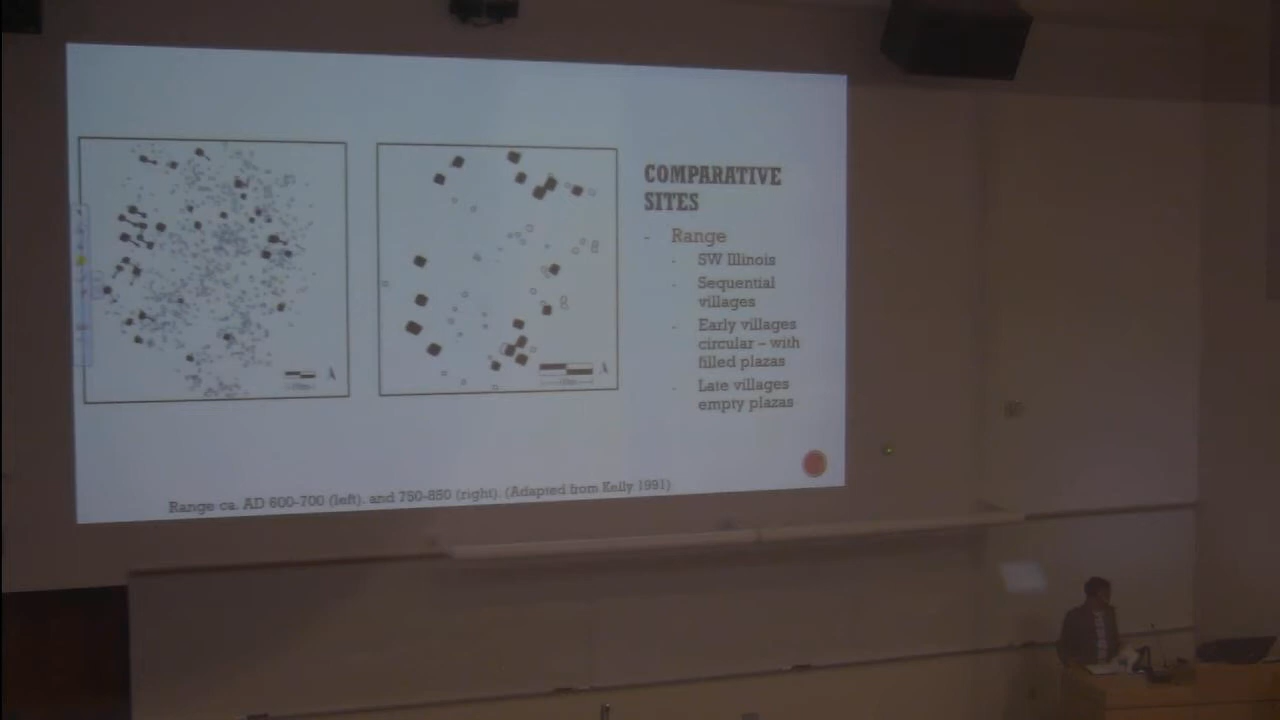 COMPARATIVE
SITES
- Range
- SW Illinois
- Sequential
villages
- Early villages
circular – with
filled plazas
- Late villages
empty plazas
Range ca. AD 600-700 (left), and 750-850 (right). (Adapted from Kelly 1991)